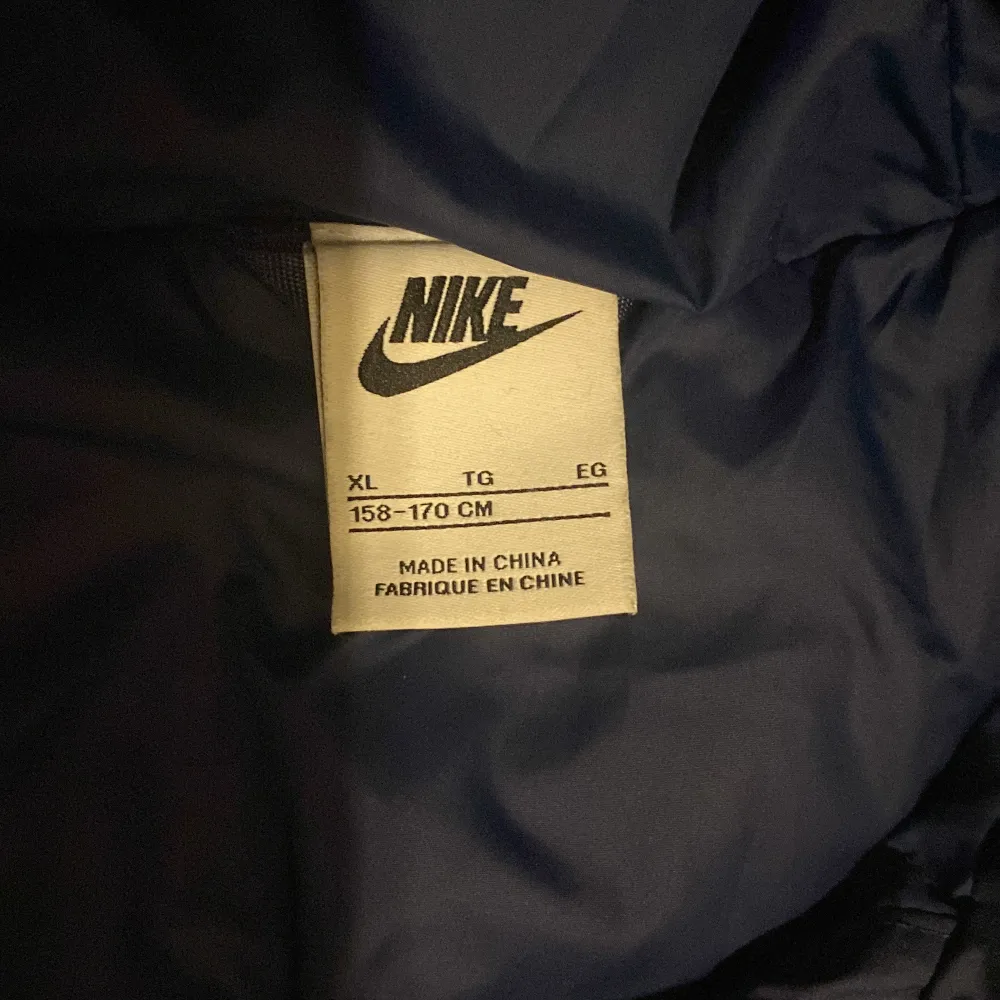 NIKE
XL TG EG
158-170 CM
MADE IN CHINA
FABRIQUE EN CHINE